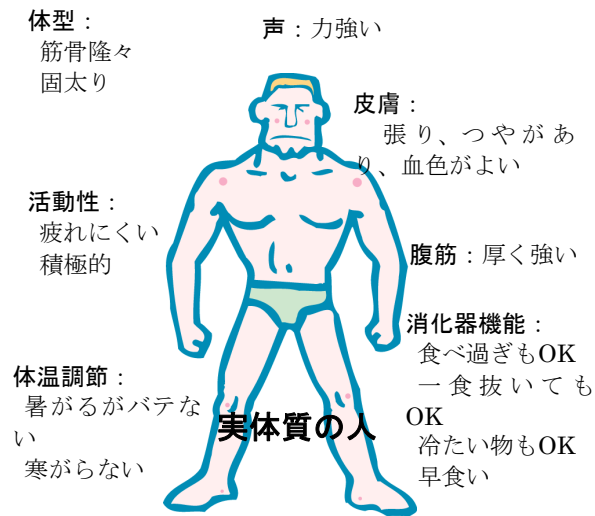 体型：
筋骨隆々
固太り
声：力強い
皮膚：
張り、つやがあ
り、血色がよい
活動性：
疲れにくい
積極的
腹筋：厚く強い
消化器機能：
食べ過ぎもOK
一食抜いても
OK
冷たい物もOK
早食い
体温調節：
暑がるがバテな
い
寒がらない
実体質の人